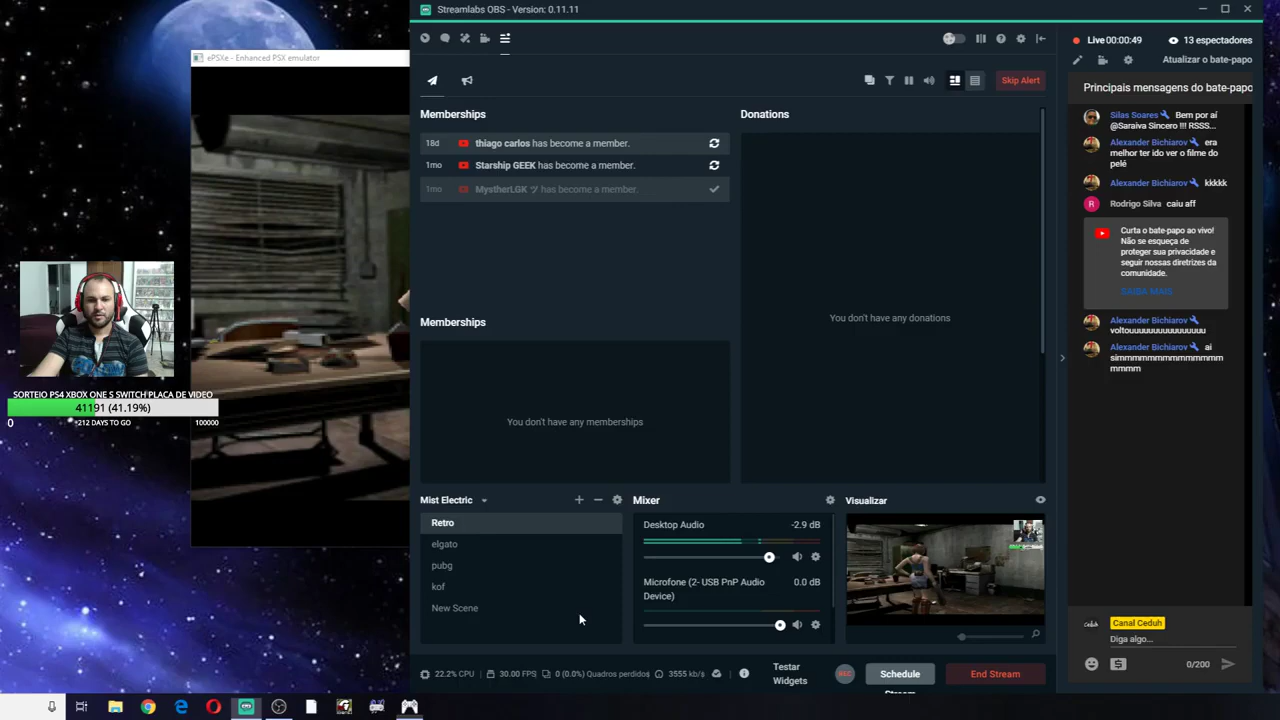 Streamlabs OBS - Version: 0.11.11
ePSXe - Enhanced PSX emulator
Live 00:00:49
13 espectadores
Atualizar o bate-papo
Skip Alert
Memberships
18d thiago carlos has become a member.
1mo Starship GEEK has become a member.
1mo MystherLGK ツ has become a member.
Donations
You don't have any donations
Memberships
You don't have any memberships
Principais mensagens do bate-papo
Silas Soares Bem por aí
@Saraiva Sincero !!! RSSS...
Alexander Bichiarov era
melhor ter ido ver o filme do
pelé
Alexander Bichiarov kkkkk
R Rodrigo Silva caiu aff
Curta o bate-papo ao vivo!
Não se esqueça de
proteger sua privacidade e
seguir nossas diretrizes da
comunidade.
SAIBA MAIS
Alexander Bichiarov
voltouuuuuuuuuuuuuu
Alexander Bichiarov ai
simmmmmmmmmmmmm
mmmm
SORTEIO PS4 XBOX ONE S SWITCH PLACA DE VIDEO
41191 (41.19%)
0 212 DAYS TO GO 100000
Mist Electric
Retro
elgato
pubg
kof
New Scene
Mixer
Desktop Audio -2.9 dB
Microfone (2- USB PnP Audio 0.0 dB
Device)
Visualizar
Canal Ceduh
Digo algo...
0/200
22.2% CPU 30.00 FPS 0 (0.0%) Quadros perdidos 3555 kb/s
Testar
Widgets
REC
Schedule
Stream
End Stream